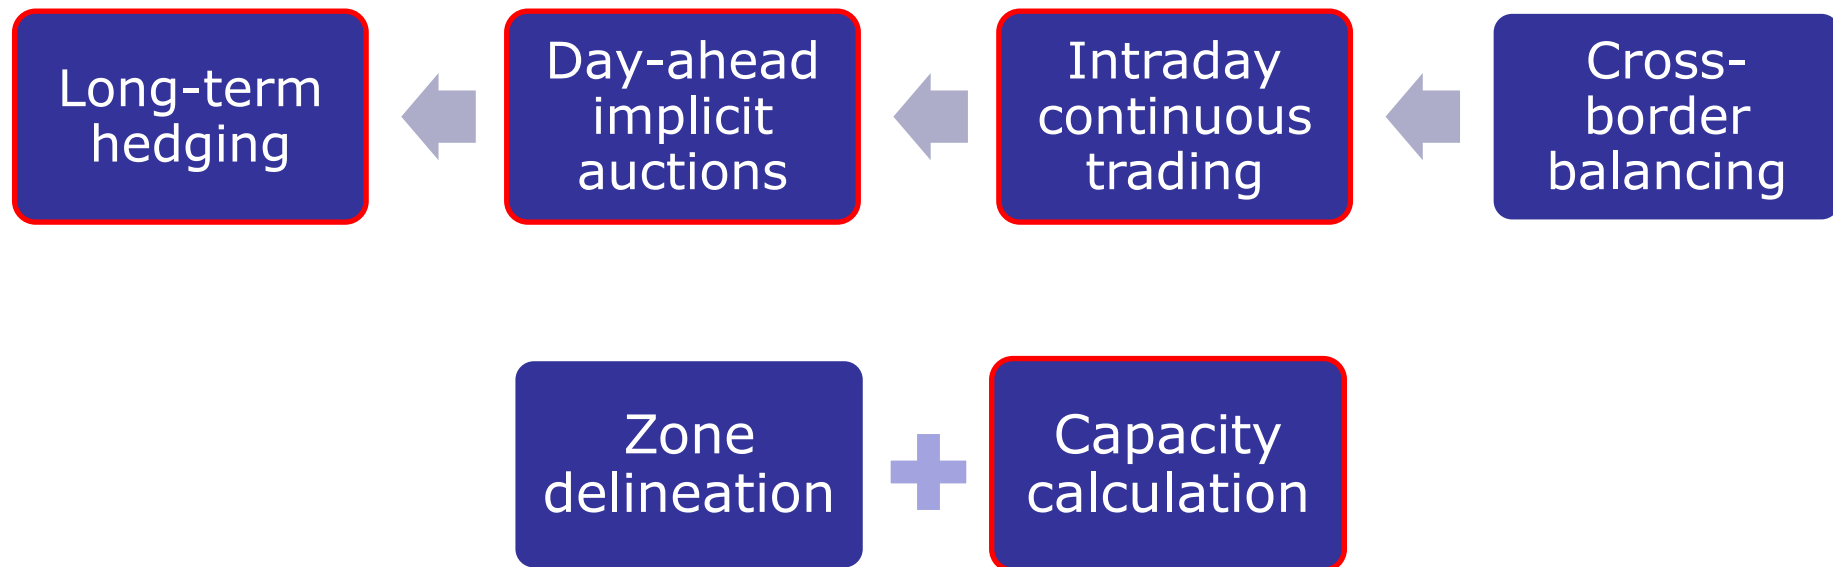 Long-term
hedging
Day-ahead
implicit
auctions
Intraday
continuous
trading
Cross-
border
balancing
Zone
delineation
Capacity
calculation